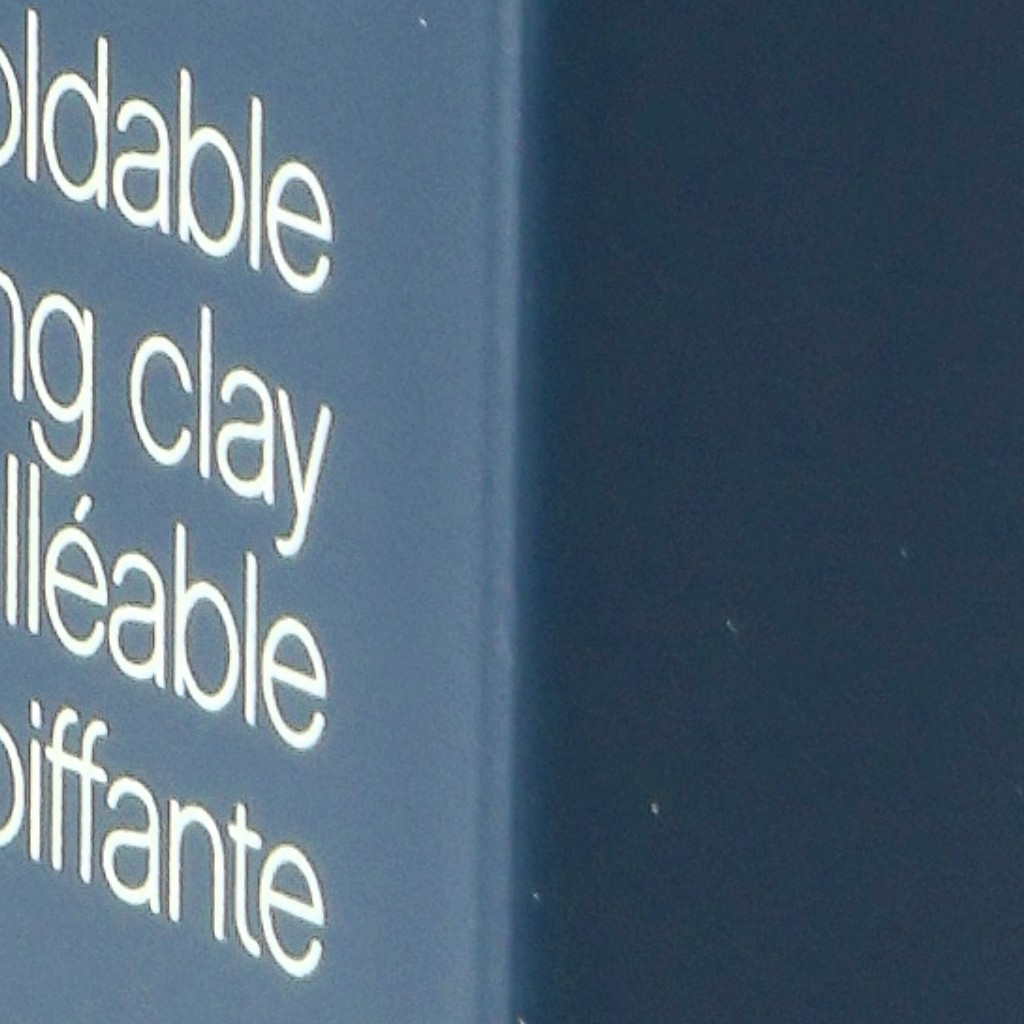 oldable
ng clay
lléable
oiffante